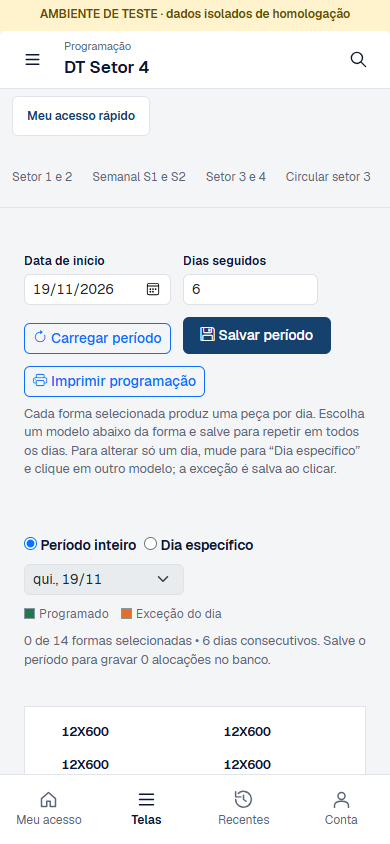 AMBIENTE DE TESTE · dados isolados de homologação
Programação
DT Setor 4
Meu acesso rápido
Setor 1 e 2 Semanal S1 e S2 Setor 3 e 4 Circular setor 3
Data de início Dias seguidos
19/11/2026 6
Carregar período Salvar período
Imprimir programação
Cada forma selecionada produz uma peça por dia. Escolha
um modelo abaixo da forma e salve para repetir em todos
os dias. Para alterar só um dia, mude para “Dia específico”
e clique em outro modelo; a exceção é salva ao clicar.
Período inteiro Dia específico
qui., 19/11
Programado Exceção do dia
0 de 14 formas selecionadas • 6 dias consecutivos. Salve o
período para gravar 0 alocações no banco.
12X600 12X600
12X600 12X600
Meu acesso Telas Recentes Conta